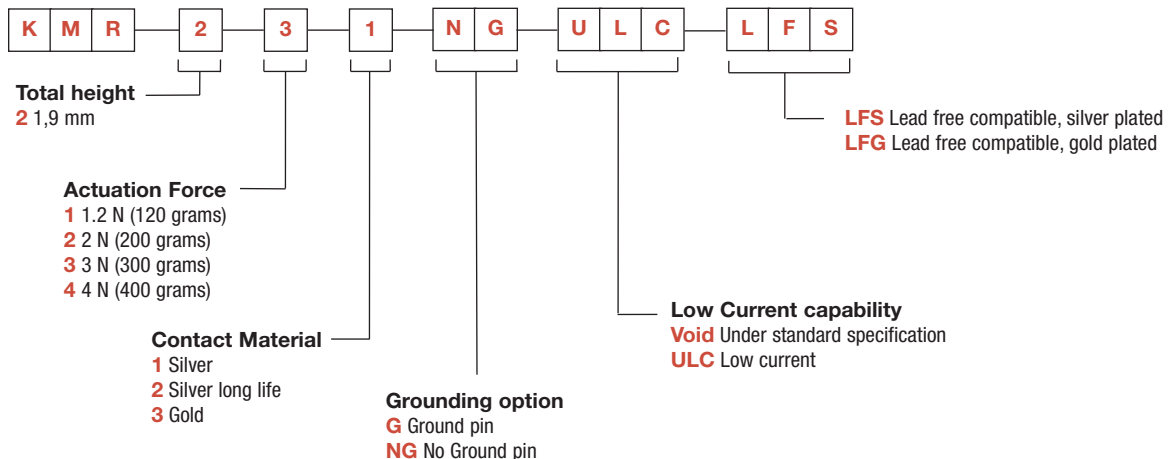 K M R 2 3 1 N G U L C L F S
Total height
2 1,9 mm
LFS Lead free compatible, silver plated
LFG Lead free compatible, gold plated
Actuation Force
1 1.2 N (120 grams)
2 2 N (200 grams)
3 3 N (300 grams)
4 4 N (400 grams)
Low Current capability
Void Under standard specification
ULC Low current
Contact Material
1 Silver
2 Silver long life
3 Gold
Grounding option
G Ground pin
NG No Ground pin